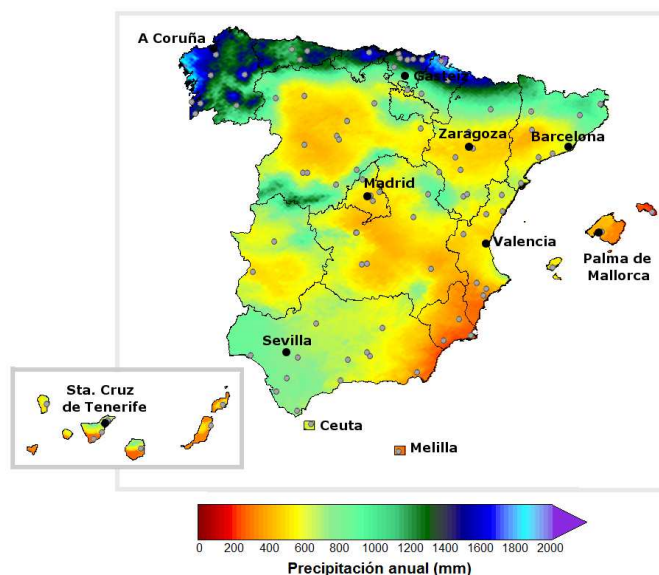 A Coruña
Gasteiz
Zaragoza
Barcelona
Madrid
Valencia
Palma de
Mallorca
Sevilla
Sta. Cruz
de Tenerife
Ceuta
Melilla
0 200 400 600 800 1000 1200 1400 1600 1800 2000
Precipitación anual (mm)